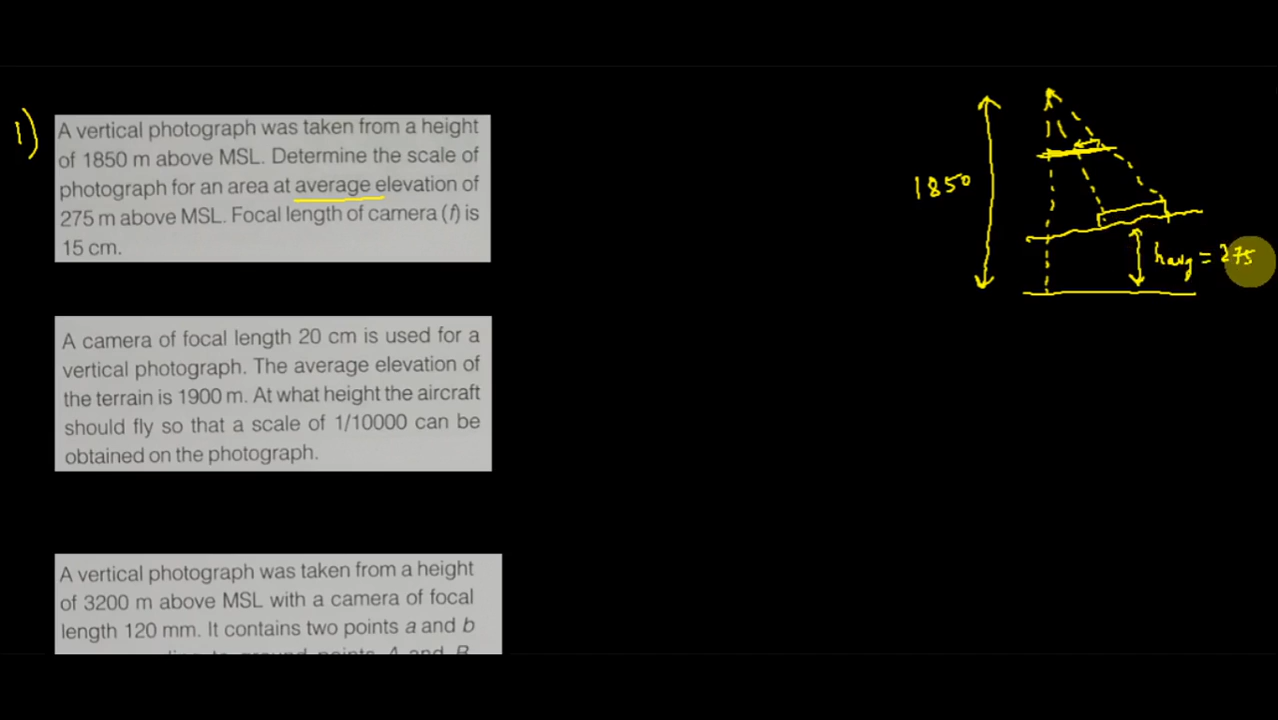 1)
A vertical photograph was taken from a height
of 1850 m above MSL. Determine the scale of
photograph for an area at average elevation of
275 m above MSL. Focal length of camera (f) is
15 cm.
1850
havg = 275
A camera of focal length 20 cm is used for a
vertical photograph. The average elevation of
the terrain is 1900 m. At what height the aircraft
should fly so that a scale of 1/10000 can be
obtained on the photograph.
A vertical photograph was taken from a height
of 3200 m above MSL with a camera of focal
length 120 mm. It contains two points a and b
ground points A and B